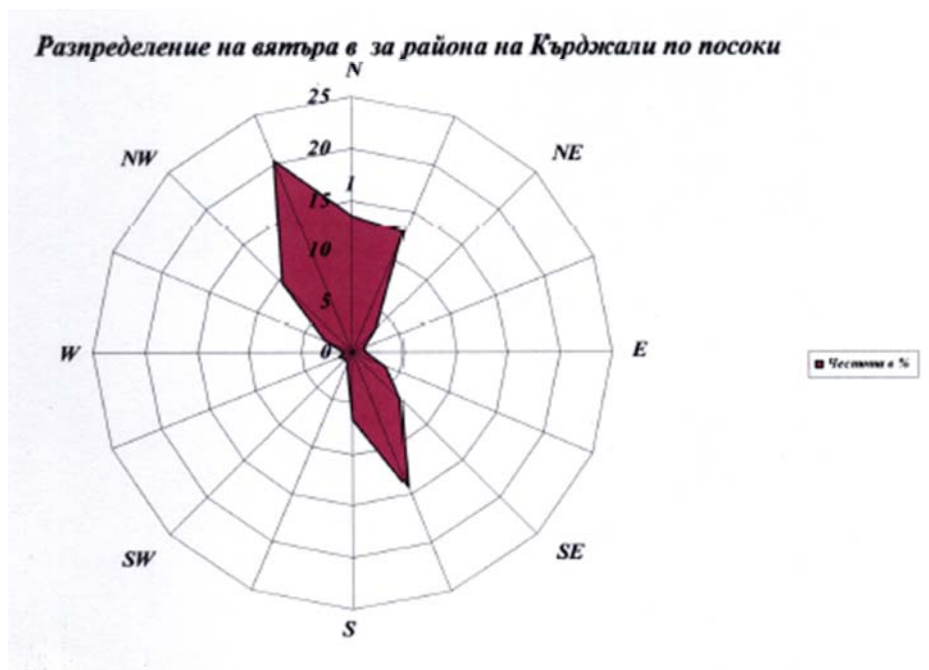 Разпределение на вятъра в за района на Кърджали по посоки
N
25
NW
NE
20
15
10
5
W
0
E
Честота в %
SW
SE
S